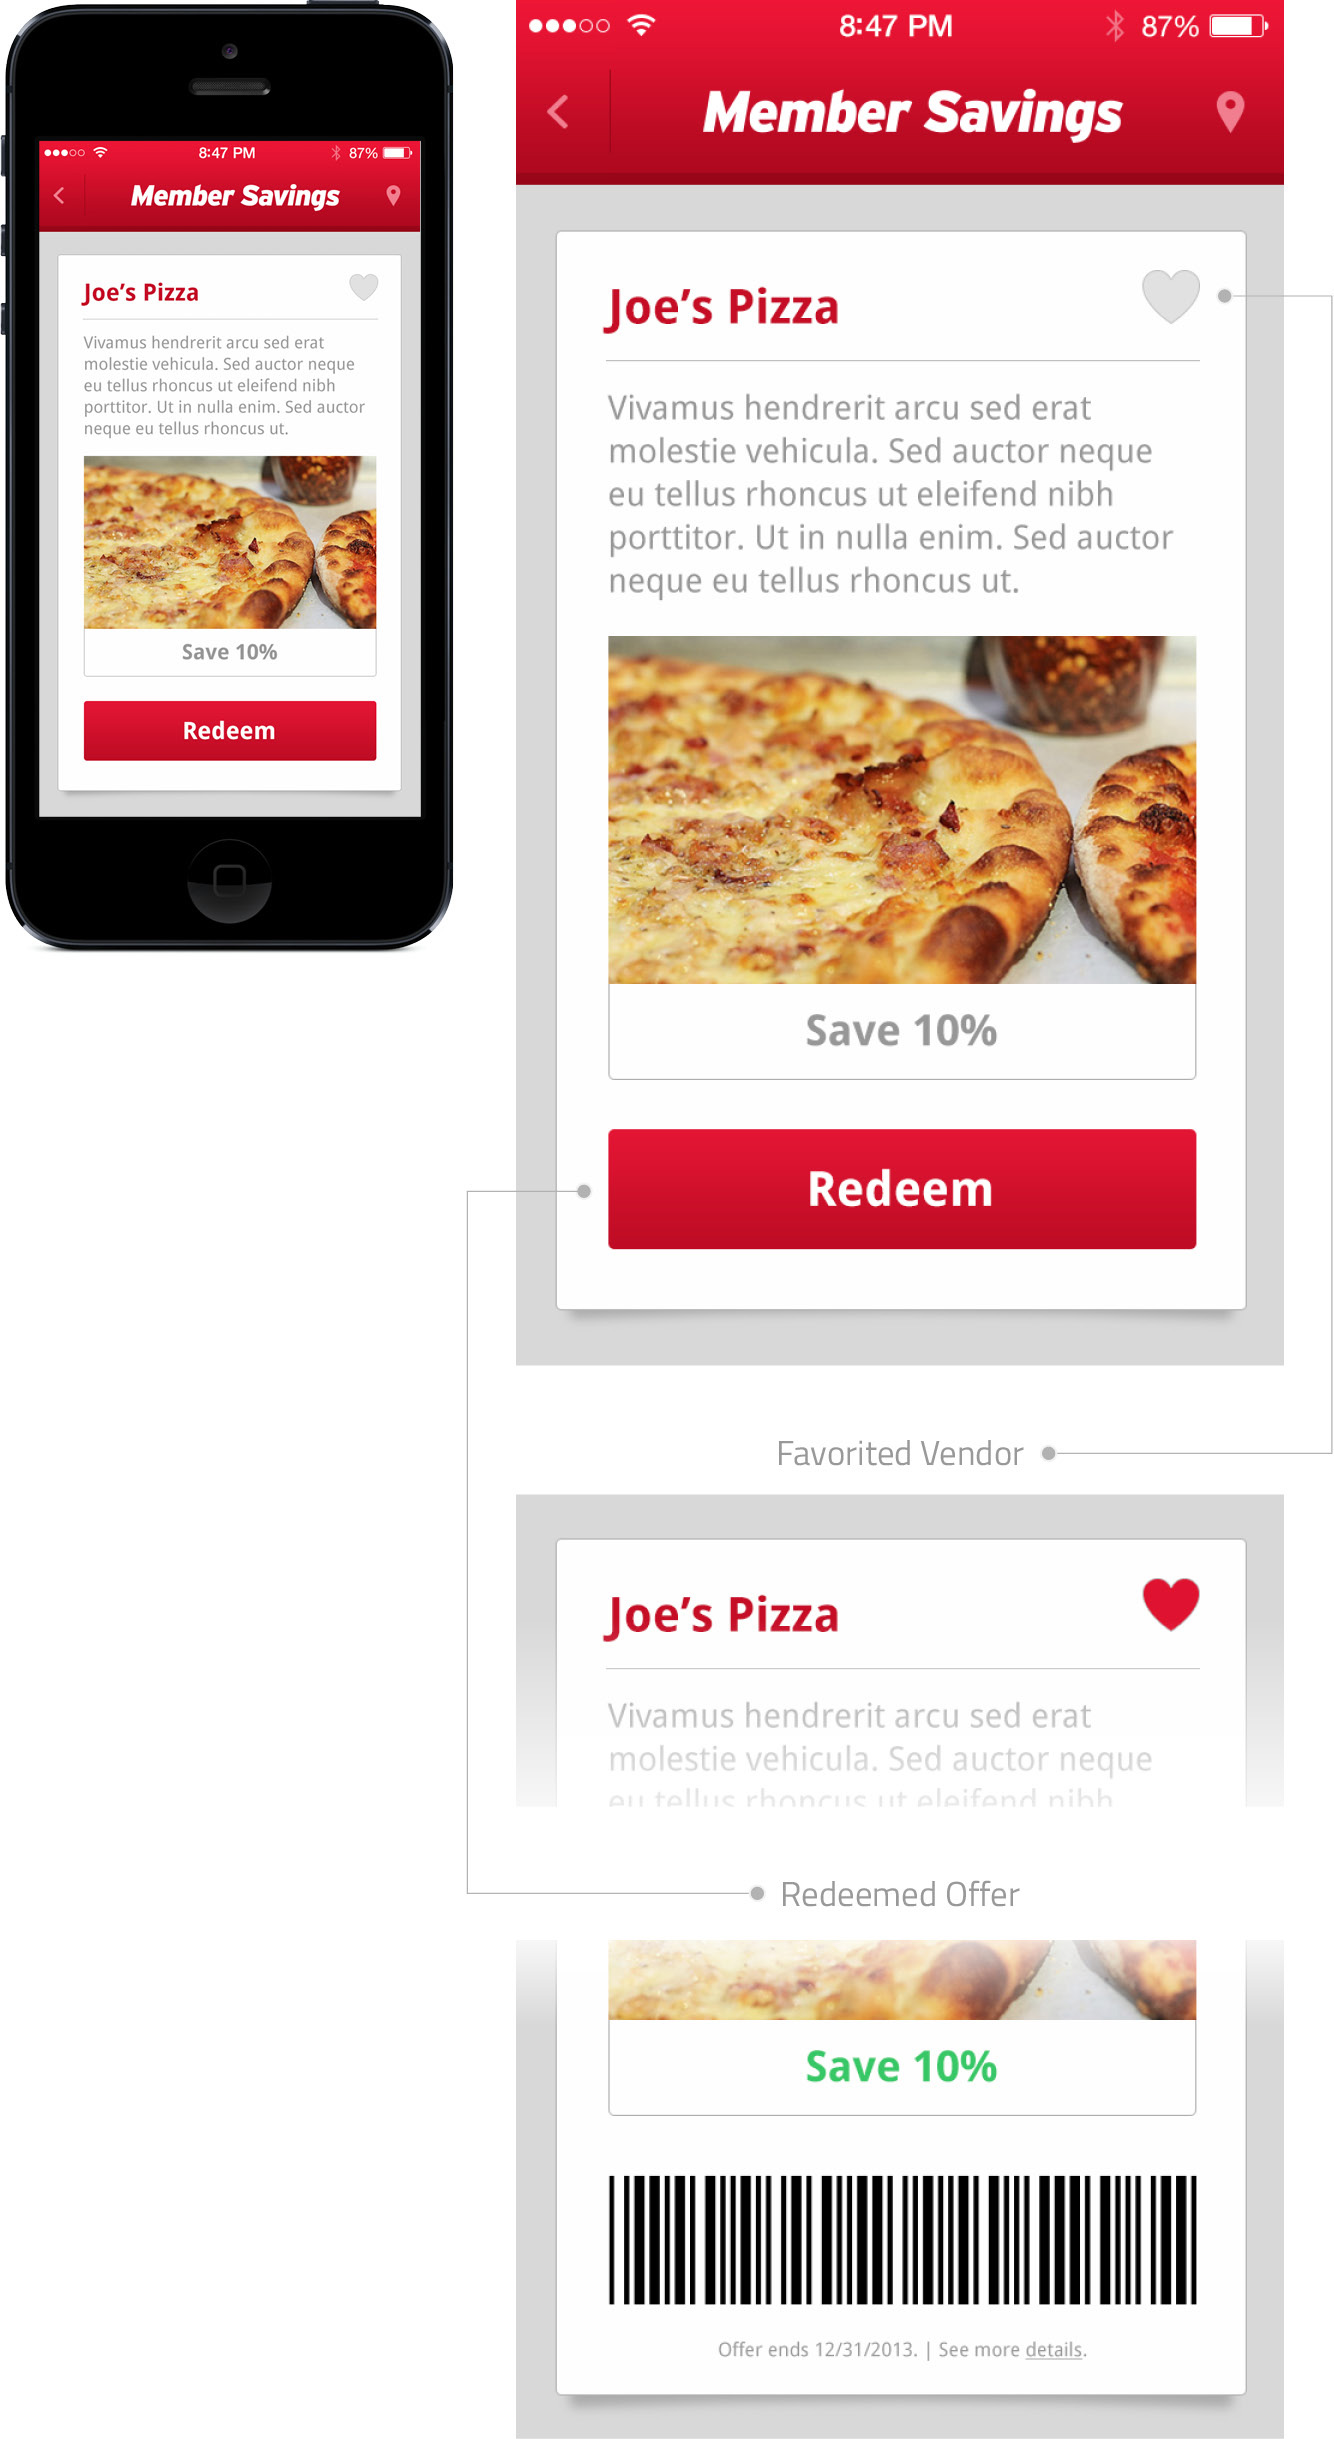 8:47 PM
87%
Member Savings
Joe's Pizza
Vivamus hendrerit arcu sed erat
molestie vehicula. Sed auctor neque
eu tellus rhoncus ut eleifend nibh
porttitor. Ut in nulla enim. Sed auctor
neque eu tellus rhoncus ut.
Save 10%
Redeem
8:47 PM
87%
Member Savings
Joe's Pizza
Vivamus hendrerit arcu sed erat
molestie vehicula. Sed auctor neque
eu tellus rhoncus ut eleifend nibh
porttitor. Ut in nulla enim. Sed auctor
neque eu tellus rhoncus ut.
Save 10%
Redeem
Favorited Vendor
Joe's Pizza
Vivamus hendrerit arcu sed erat
molestie vehicula. Sed auctor neque
eu tellus rhoncus ut eleifend nibh
Redeemed Offer
Save 10%
Offer ends 12/31/2013. | See more details.